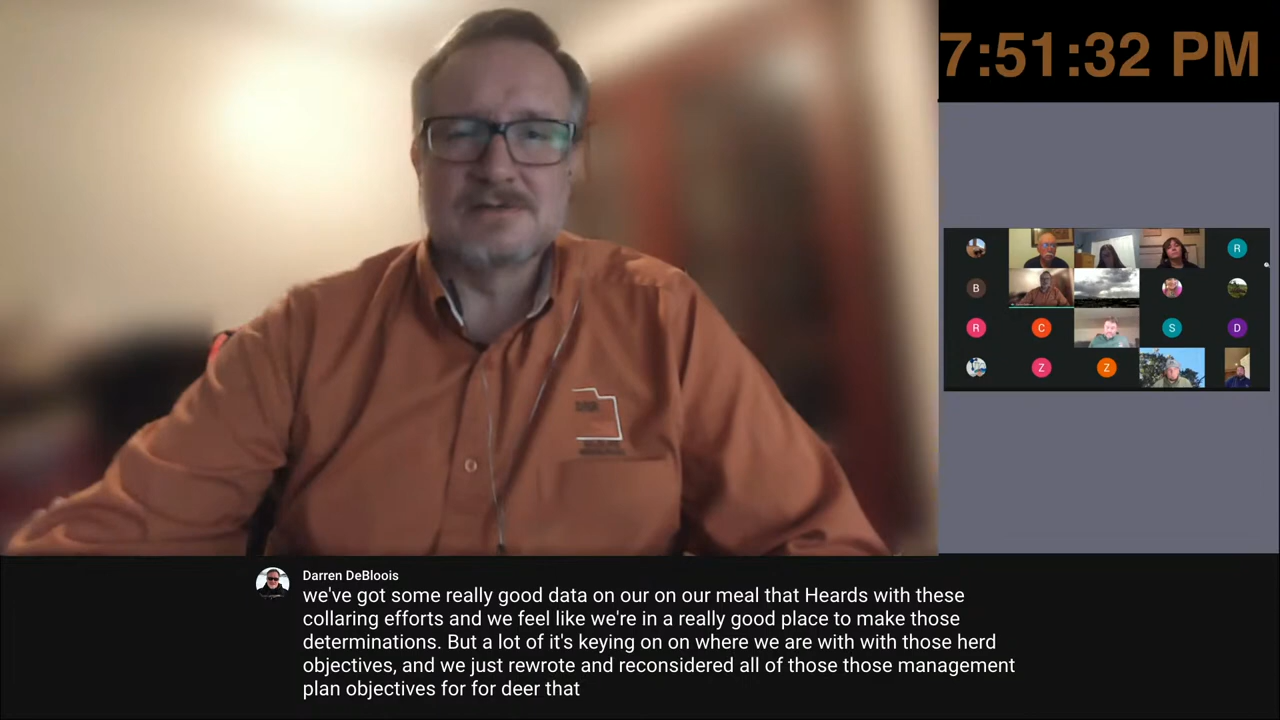 7:51:32 PM
R
B
R
C
S
D
Z
Z
Darren DeBloois
we've got some really good data on our on our meal that Heards with these
collaring efforts and we feel like we're in a really good place to make those
determinations. But a lot of it's keying on on where we are with with those herd
objectives, and we just rewrote and reconsidered all of those those management
plan objectives for for deer that